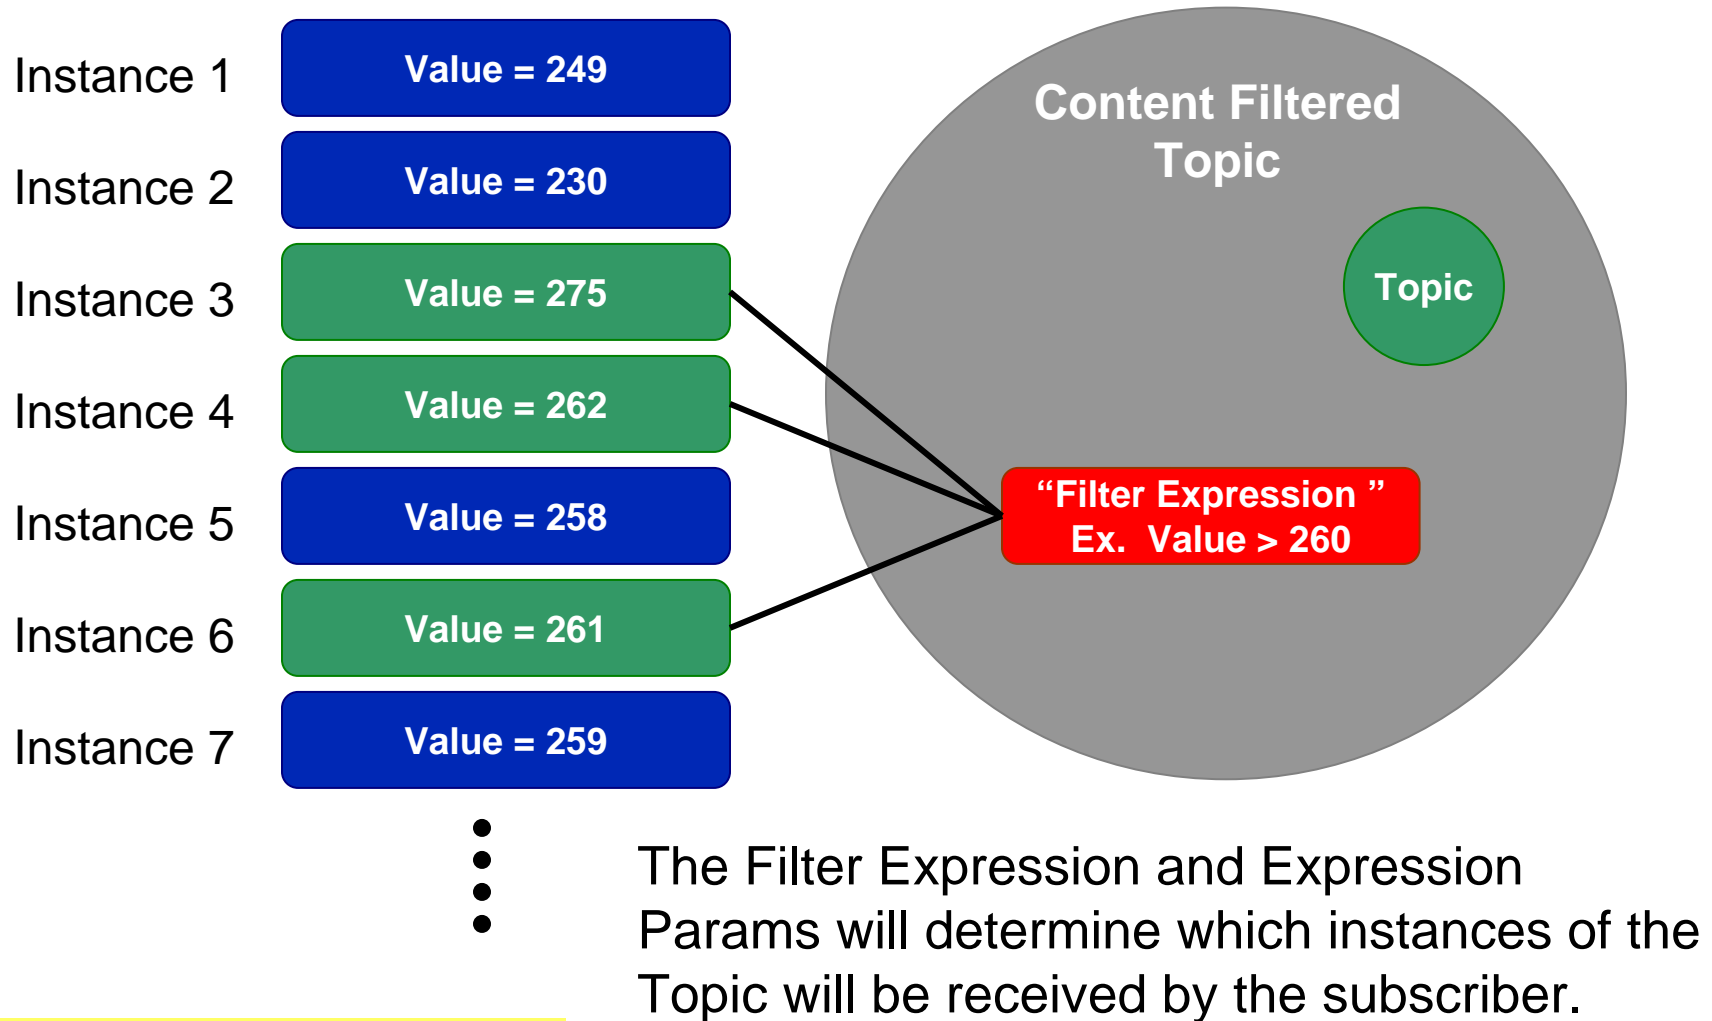 Instance 1
Value = 249
Instance 2
Value = 230
Instance 3
Value = 275
Instance 4
Value = 262
Instance 5
Value = 258
Instance 6
Value = 261
Instance 7
Value = 259
Content Filtered
Topic
Topic
“Filter Expression ”
Ex. Value > 260
The Filter Expression and Expression
Params will determine which instances of the
Topic will be received by the subscriber.